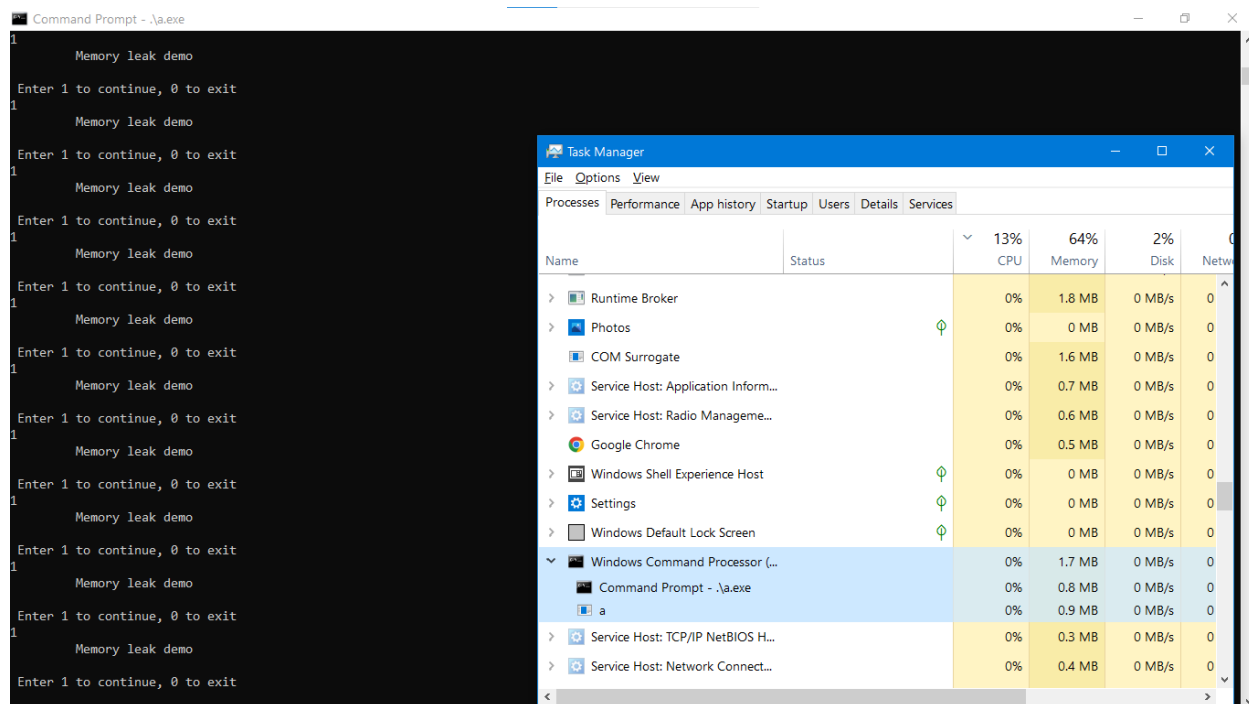 Command Prompt - .\a.exe
1
Memory leak demo
Enter 1 to continue, 0 to exit
1
Memory leak demo
Enter 1 to continue, 0 to exit
1
Memory leak demo
Enter 1 to continue, 0 to exit
1
Memory leak demo
Enter 1 to continue, 0 to exit
1
Memory leak demo
Enter 1 to continue, 0 to exit
1
Memory leak demo
Enter 1 to continue, 0 to exit
1
Memory leak demo
Enter 1 to continue, 0 to exit
1
Memory leak demo
Enter 1 to continue, 0 to exit
1
Memory leak demo
Enter 1 to continue, 0 to exit
1
Memory leak demo
Enter 1 to continue, 0 to exit
Task Manager
File Options View
Processes Performance App history Startup Users Details Services
13% 64% 2%
Name Status CPU Memory Disk
Runtime Broker 0% 1.8 MB 0 MB/s 0
Photos 0% 0 MB 0 MB/s 0
COM Surrogate 0% 1.6 MB 0 MB/s 0
Service Host: Application Inform... 0% 0.7 MB 0 MB/s 0
Service Host: Radio Manageme... 0% 0.6 MB 0 MB/s 0
Google Chrome 0% 0.5 MB 0 MB/s 0
Windows Shell Experience Host 0% 0 MB 0 MB/s 0
Settings 0% 0 MB 0 MB/s 0
Windows Default Lock Screen 0% 0 MB 0 MB/s 0
Windows Command Processor (... 0% 1.7 MB 0 MB/s 0
Command Prompt - .\a.exe 0% 0.8 MB 0 MB/s 0
a 0% 0.9 MB 0 MB/s 0
Service Host: TCP/IP NetBIOS H... 0% 0.3 MB 0 MB/s 0
Service Host: Network Connect... 0% 0.4 MB 0 MB/s 0